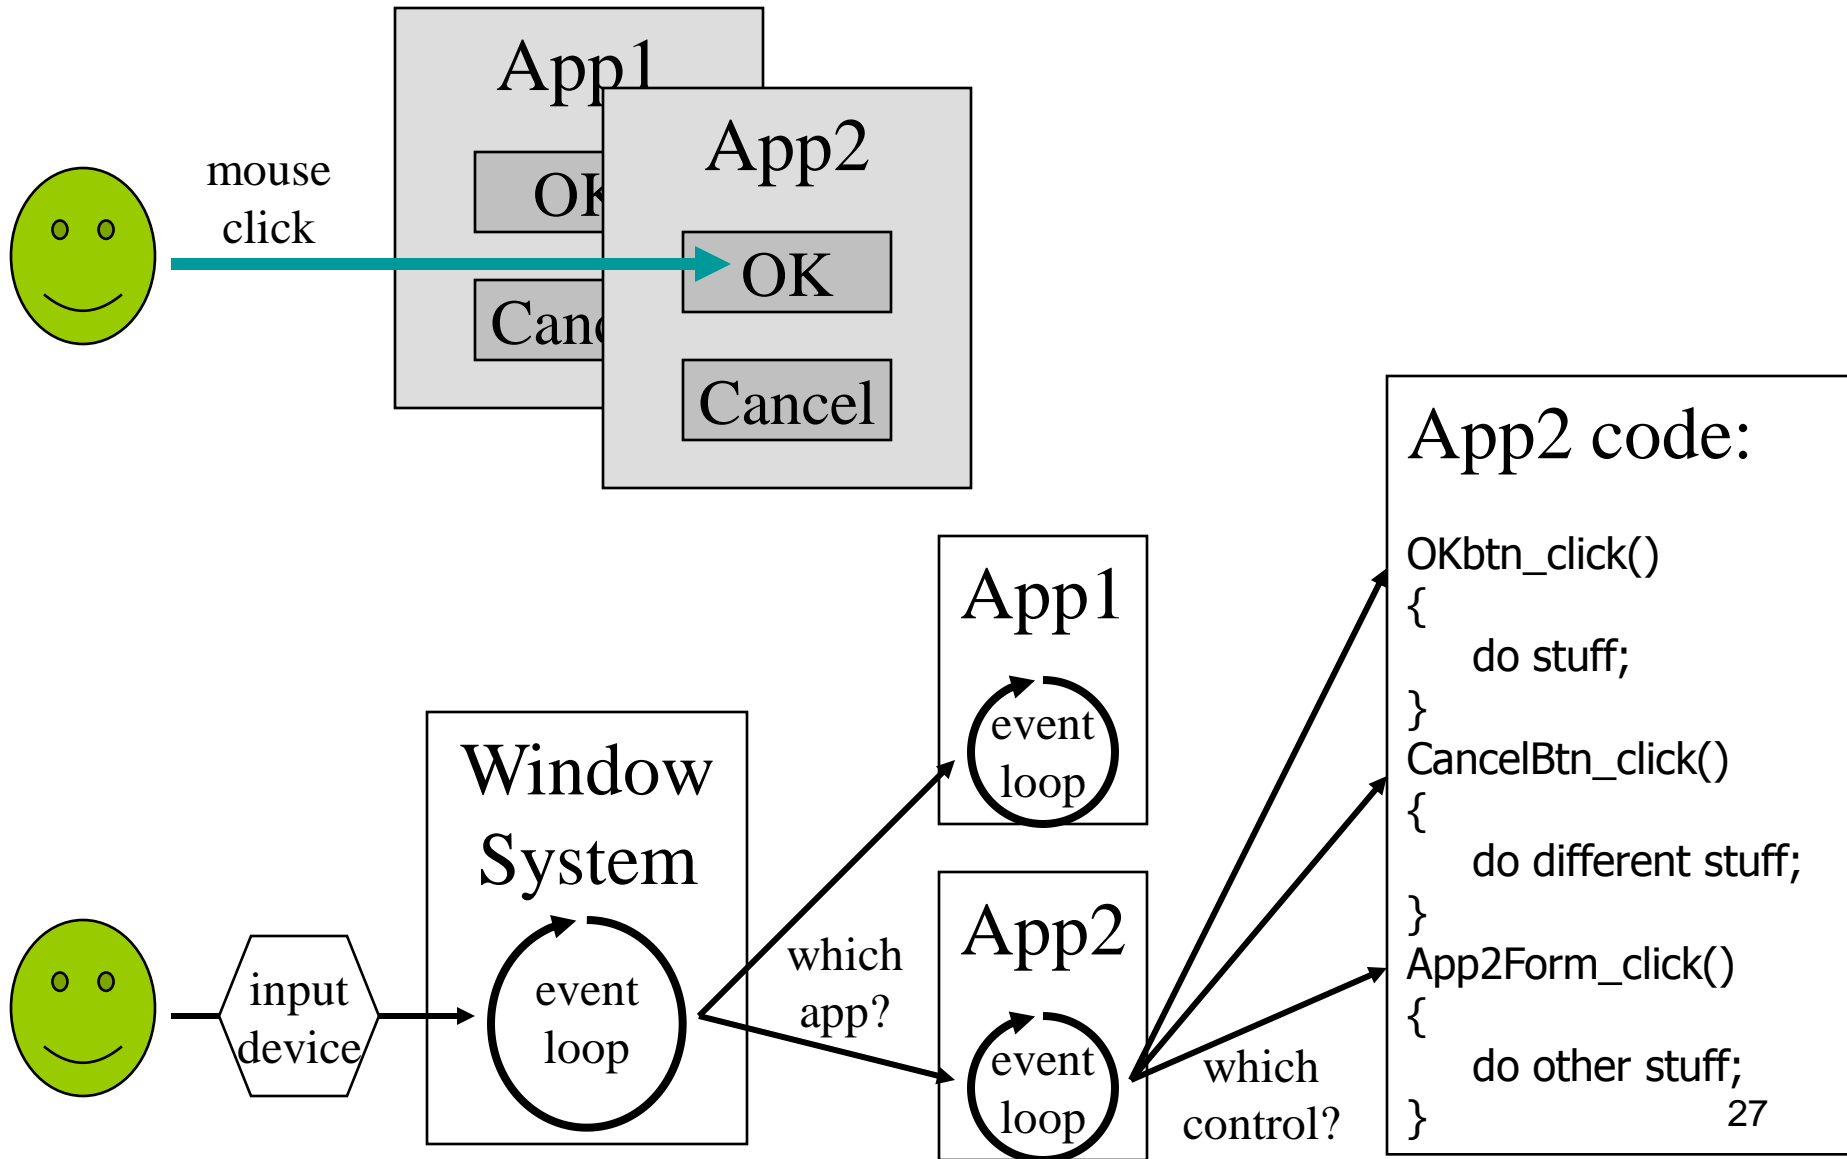 App1
OK
Canc
App2
OK
Cancel
mouse
click
App2 code:
OKbtn_click()
{
do stuff;
}
CancelBtn_click()
{
do different stuff;
}
App2Form_click()
{
do other stuff;
}
27
App1
event
loop
Window
System
event
loop
input
device
which
app?
App2
event
loop
which
control?